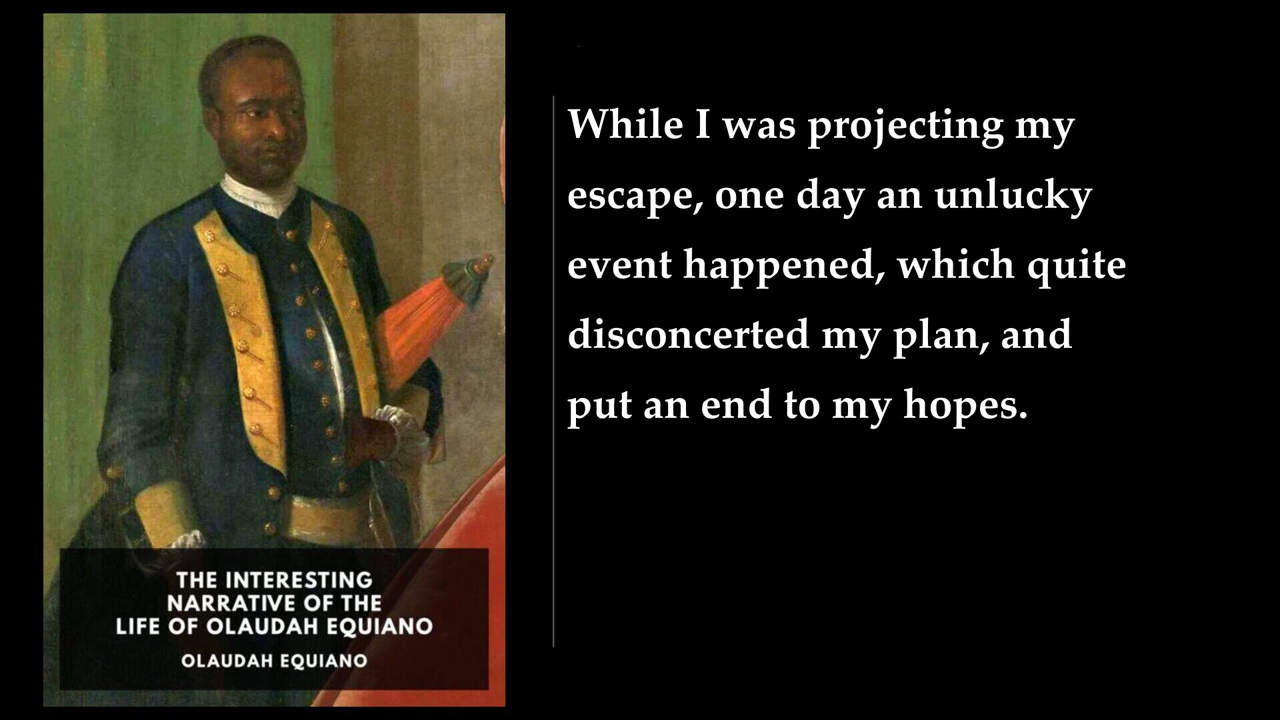 THE INTERESTING
NARRATIVE OF THE
LIFE OF OLAUDAH EQUIANO
OLAUDAH EQUIANO
While I was projecting my
escape, one day an unlucky
event happened, which quite
disconcerted my plan, and
put an end to my hopes.